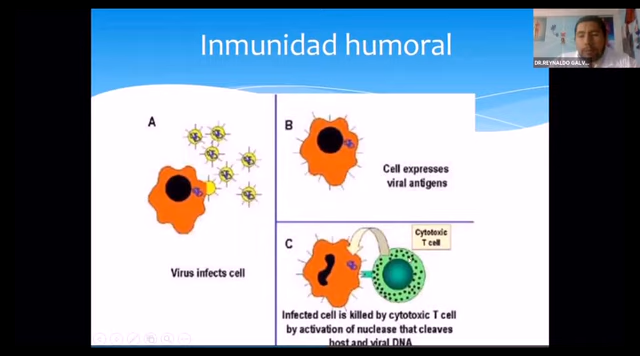 Inmunidad humoral
DR.REYNALDO GALV...
A
Virus infects cell
B
Cell expresses
viral antigens
C
Cytotoxic
T cell
Infected cell is killed by cytotoxic T cell
by activation of nuclease that cleaves
host and viral DNA